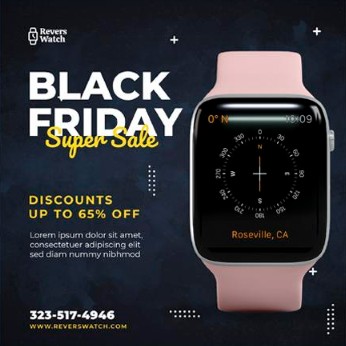 Revers
Watch
BLACK
FRIDAY
Super Sale
DISCOUNTS
UP TO 65% OFF
Lorem ipsum dolor sit amet,
consectetuer adipiscing elit
sed diam nummy nibhmod
323-517-4946
WWW.REVERSWATCH.COM
0° N
10:09
N
Roseville, CA